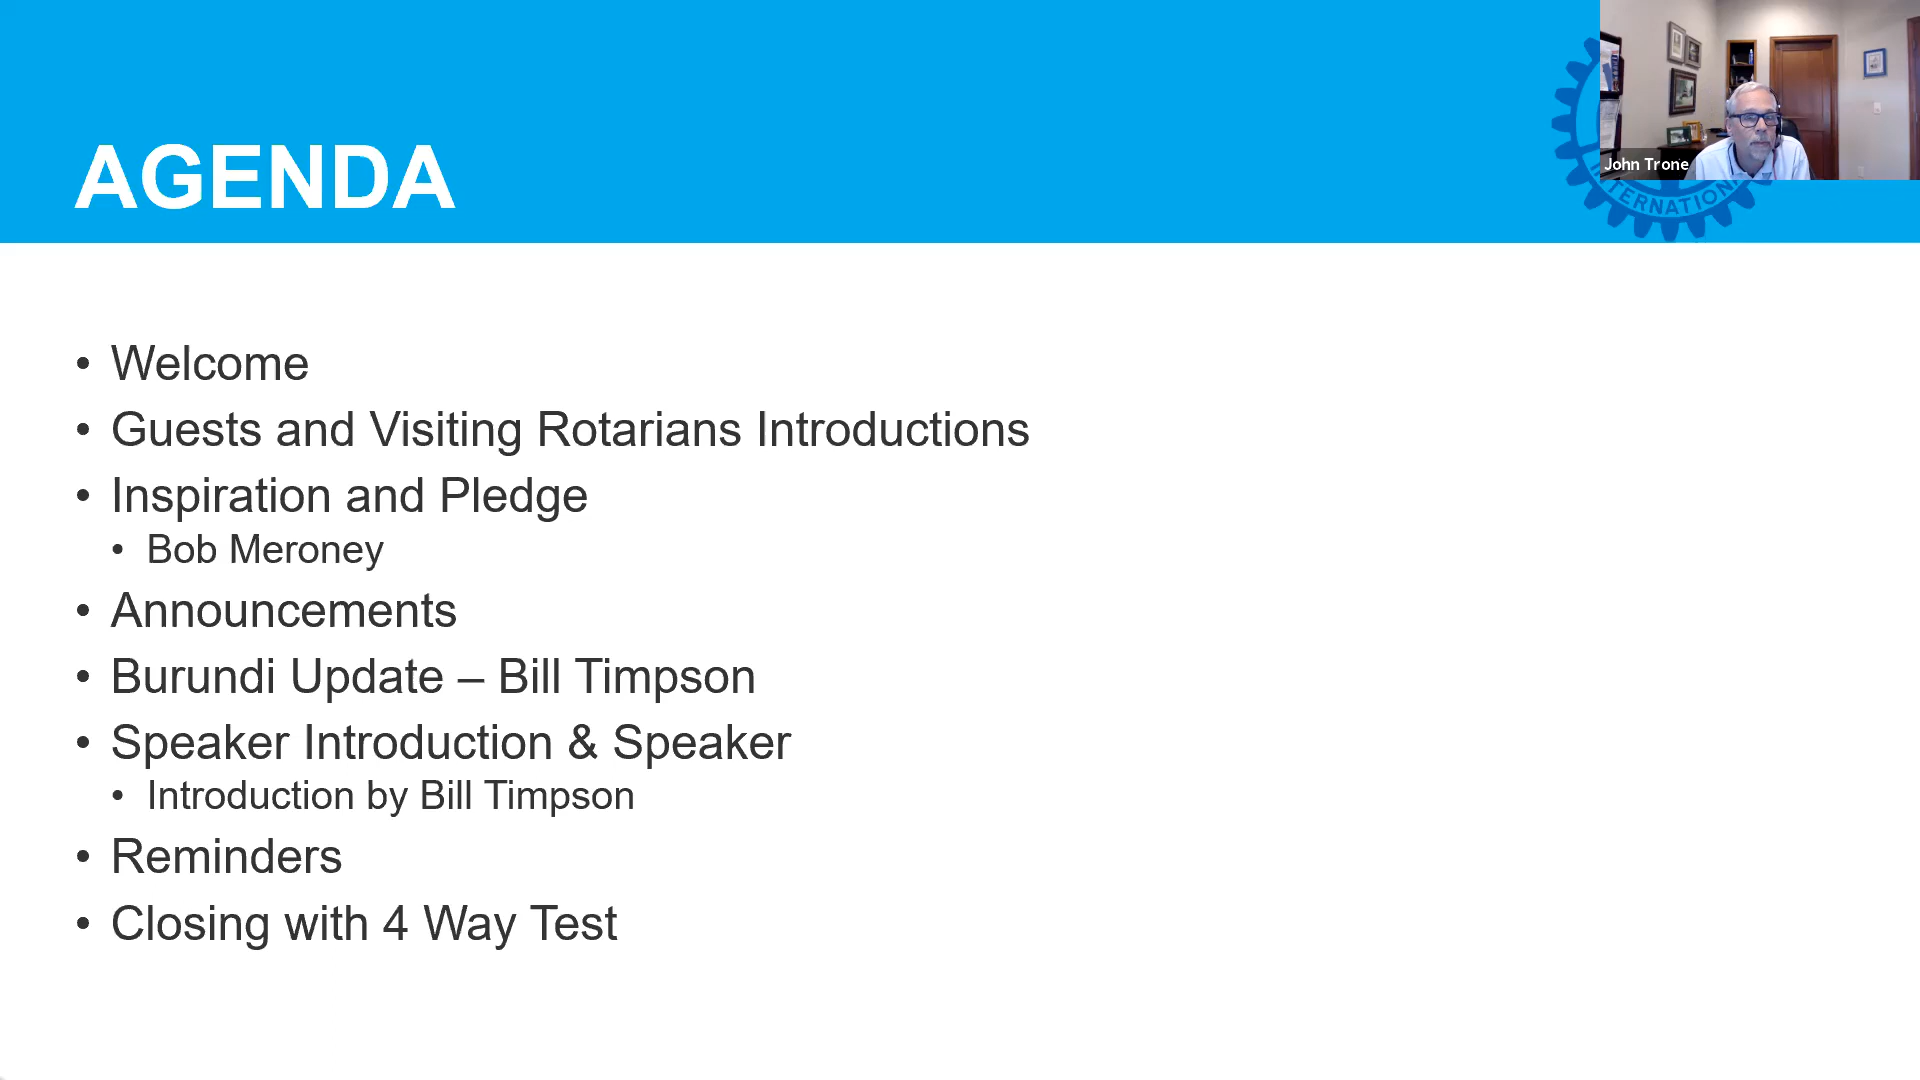 AGENDA
John Trone
INTERNATION
• Welcome
• Guests and Visiting Rotarians Introductions
• Inspiration and Pledge
• Bob Meroney
• Announcements
• Burundi Update – Bill Timpson
• Speaker Introduction & Speaker
• Introduction by Bill Timpson
• Reminders
• Closing with 4 Way Test